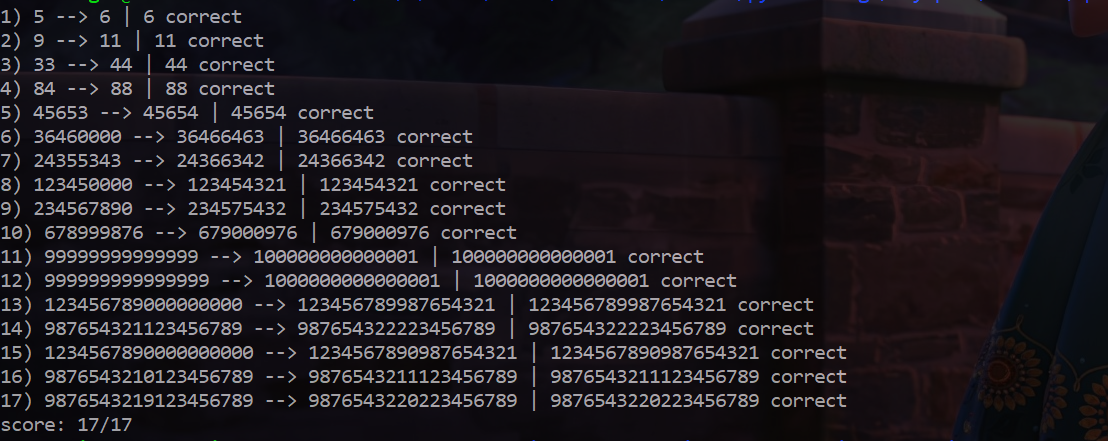 1) 5 --> 6 | 6 correct
2) 9 --> 11 | 11 correct
3) 33 --> 44 | 44 correct
4) 84 --> 88 | 88 correct
5) 45653 --> 45654 | 45654 correct
6) 36460000 --> 36466463 | 36466463 correct
7) 24355343 --> 24366342 | 24366342 correct
8) 123450000 --> 123454321 | 123454321 correct
9) 234567890 --> 234575432 | 234575432 correct
10) 678999876 --> 679000976 | 679000976 correct
11) 99999999999999 --> 100000000000001 | 100000000000001 correct
12) 999999999999999 --> 1000000000000001 | 1000000000000001 correct
13) 123456789000000000 --> 123456789987654321 | 123456789987654321 correct
14) 987654321123456789 --> 987654322223456789 | 987654322223456789 correct
15) 1234567890000000000 --> 1234567890987654321 | 1234567890987654321 correct
16) 9876543210123456789 --> 9876543211123456789 | 9876543211123456789 correct
17) 9876543219123456789 --> 9876543220223456789 | 9876543220223456789 correct
score: 17/17